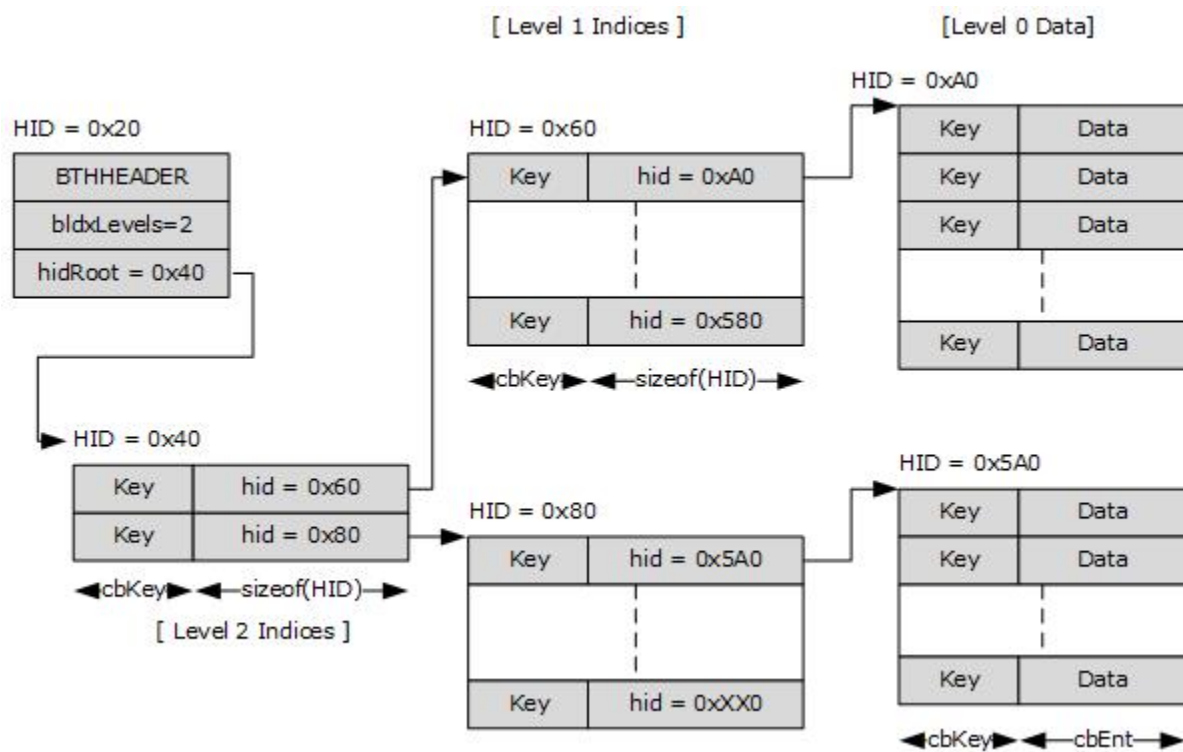 [ Level 1 Indices ]
[Level 0 Data]
HID = 0x20
BTHHEADER
bIdxLevels=2
hidRoot = 0x40
HID = 0x40
Key hid = 0x60
Key hid = 0x80
cbKey sizeof(HID)
[ Level 2 Indices ]
HID = 0x60
Key hid = 0xA0
Key hid = 0x580
cbKey sizeof(HID)
HID = 0x80
Key hid = 0x5A0
Key hid = 0xXX0
HID = 0xA0
Key Data
Key Data
Key Data
Key Data
HID = 0x5A0
Key Data
Key Data
Key Data
cbKey cbEnt